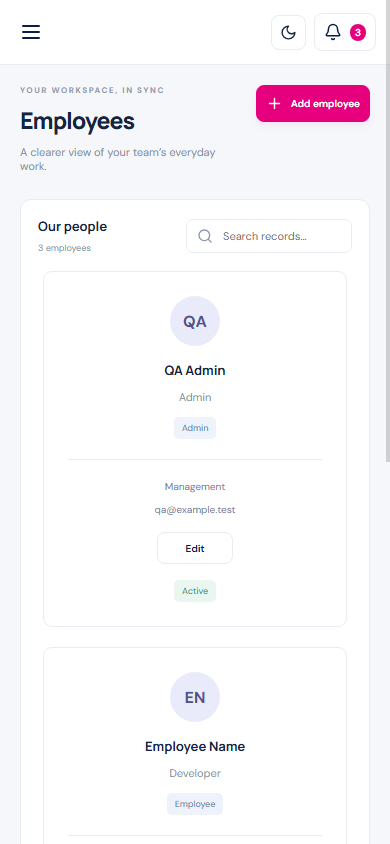 3
YOUR WORKSPACE, IN SYNC
Employees
Add employee
A clearer view of your team's everyday
work.
Our people
3 employees
Search records...
QA
QA Admin
Admin
Admin
Management
qa@example.test
Edit
Active
EN
Employee Name
Developer
Employee